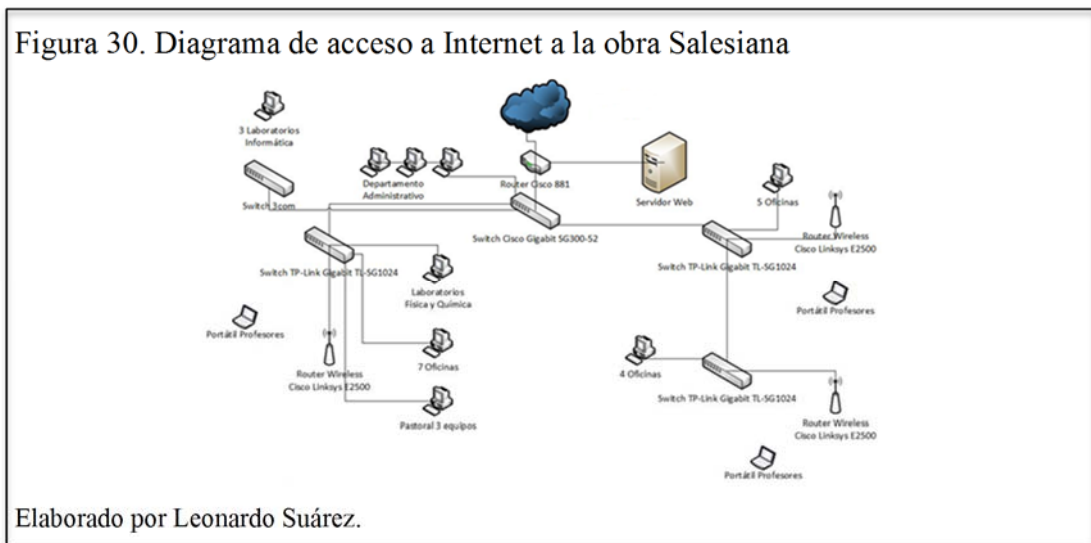 Figura 30. Diagrama de acceso a Internet a la obra Salesiana
3 Laboratorios
Informática
Switch 3com
Departamento
Administrativo
Router Cisco 881
Servidor Web
5 Oficinas
Router Wireless
Cisco Linksys E2500
Switch Cisco Gigabit SG300-52
Switch TP-Link Gigabit TL-SG1024
Switch TP-Link Gigabit TL-SG1024
Laboratorios
Física y Química
Portátil Profesores
Portátil Profesores
Router Wireless
Cisco Linksys E2500
7 Oficinas
4 Oficinas
Switch TP-Link Gigabit TL-SG1024
Pastoral 3 equipos
Router Wireless
Cisco Linksys E2500
Portátil Profesores
Elaborado por Leonardo Suárez.